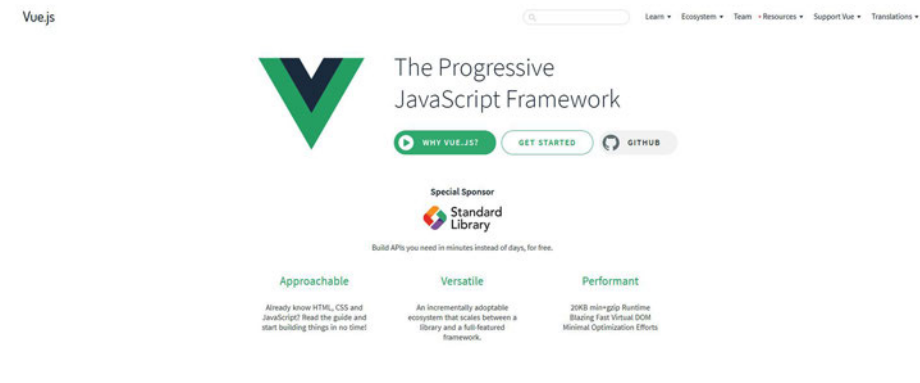 Vue.js
Learn Ecosystem Team Resources Support Vue Translations
The Progressive
JavaScript Framework
WHY VUE.JS? GET STARTED GITHUB
Special Sponsor
Standard
Library
Build APIs you need in minutes instead of days, for free.
Approachable
Already know HTML, CSS and
JavaScript? Read the guide and
start building things in no time!
Versatile
An incrementally adoptable
ecosystem that scales between a
library and a full-featured
framework.
Performant
20KB min+gzip Runtime
Blazing Fast Virtual DOM
Minimal Optimization Efforts